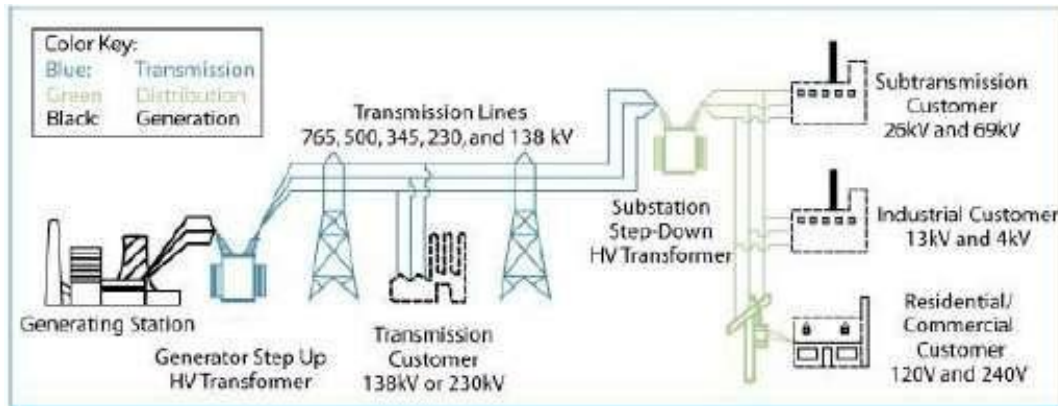 Color Key:
Blue: Transmission
Green Distribution
Black: Generation
Transmission Lines
765, 500, 345, 230, and 138 kV
Subtransmission
Customer
26kV and 69kV
Substation
Step-Down
HV Transformer
Industrial Customer
13kV and 4kV
Generating Station
Generator Step Up
HV Transformer
Transmission
Customer
138kV or 230kV
Residential/
Commercial
Customer
120V and 240V